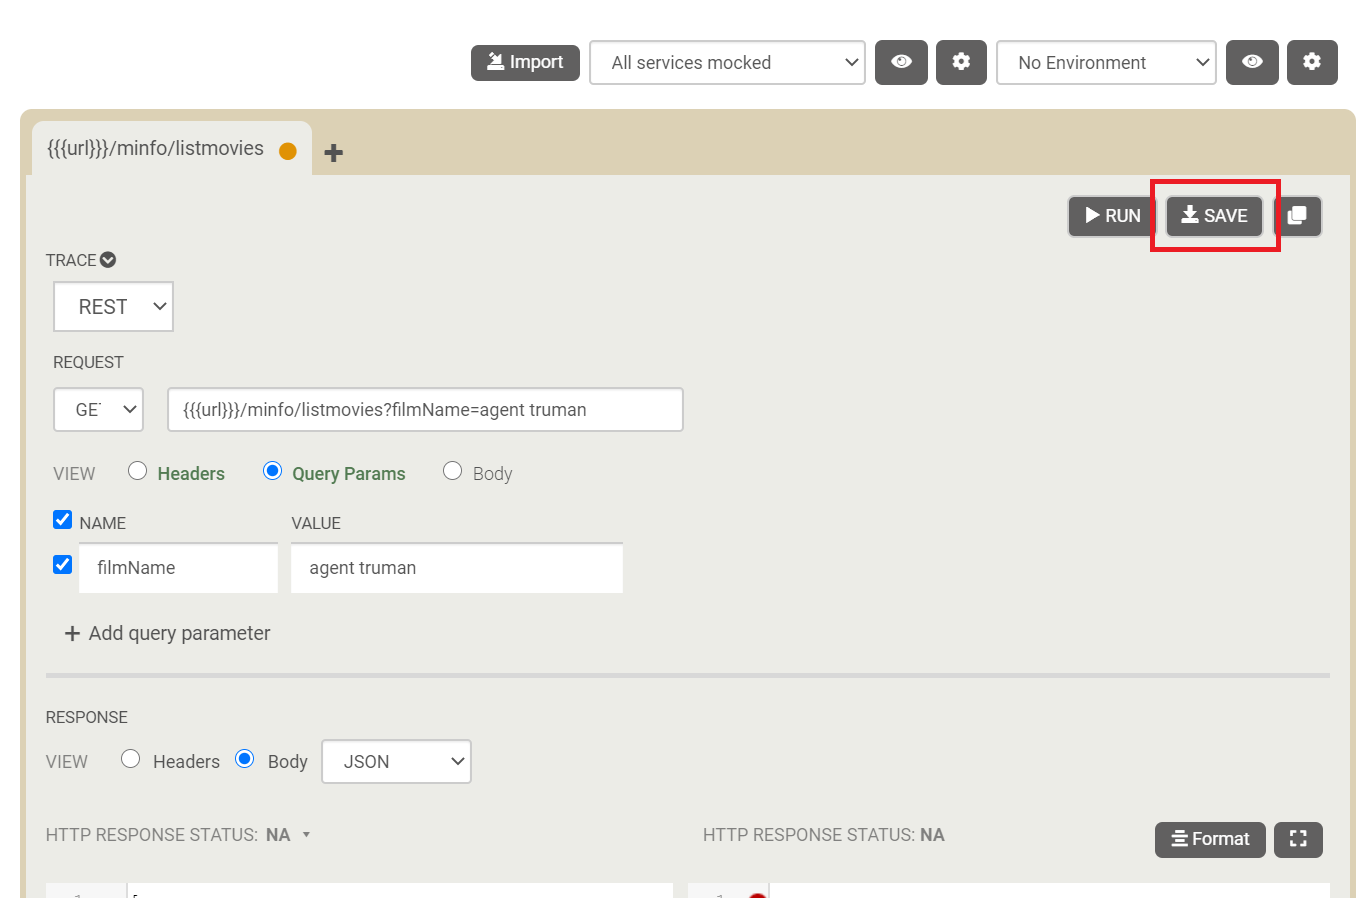 Import All services mocked No Environment
{{{url}}}/minfo/listmovies
RUN SAVE
TRACE
REST
REQUEST
GET {{{url}}}/minfo/listmovies?filmName=agent truman
VIEW Headers Query Params Body
NAME VALUE
filmName agent truman
Add query parameter
RESPONSE
VIEW Headers Body JSON
HTTP RESPONSE STATUS: NA HTTP RESPONSE STATUS: NA Format